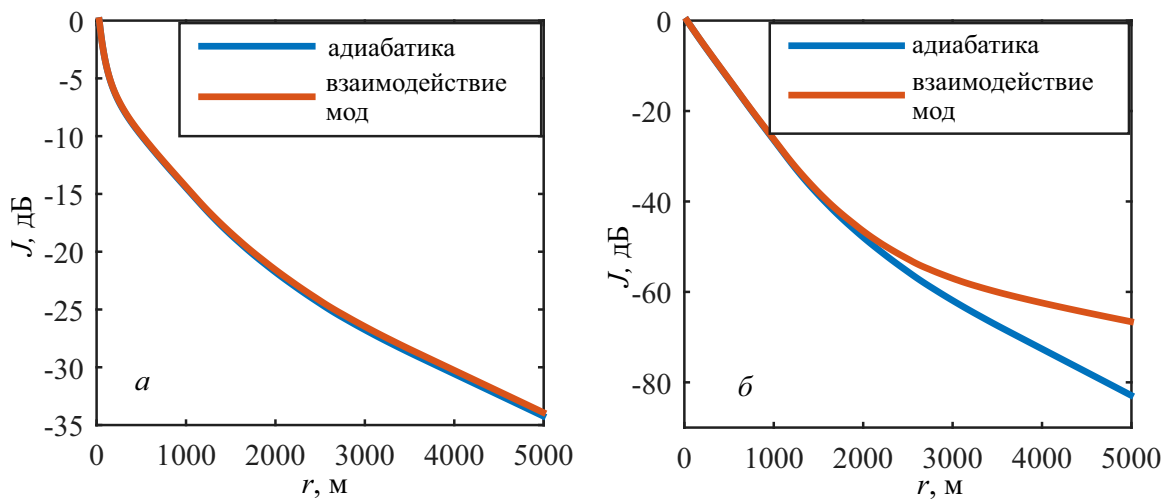 0
-5
-10
-15
-20
-25
-30
-35
J, дБ
адиабатика
взаимодействие
мод
а
0 1000 2000 3000 4000 5000
r, м
0
-20
-40
-60
-80
J, дБ
адиабатика
взаимодействие
мод
б
0 1000 2000 3000 4000 5000
r, м